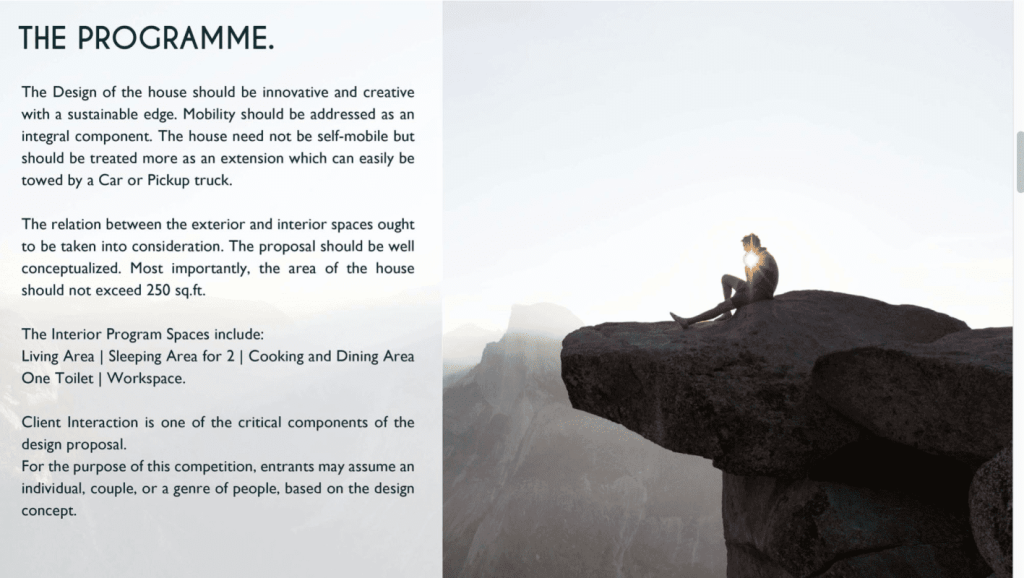 THE PROGRAMME.
The Design of the house should be innovative and creative
with a sustainable edge. Mobility should be addressed as an
integral component. The house need not be self-mobile but
should be treated more as an extension which can easily be
towed by a Car or Pickup truck.
The relation between the exterior and interior spaces ought
to be taken into consideration. The proposal should be well
conceptualized. Most importantly, the area of the house
should not exceed 250 sq.ft.
The Interior Program Spaces include:
Living Area | Sleeping Area for 2 | Cooking and Dining Area
One Toilet | Workspace.
Client Interaction is one of the critical components of the
design proposal.
For the purpose of this competition, entrants may assume an
individual, couple, or a genre of people, based on the design
concept.